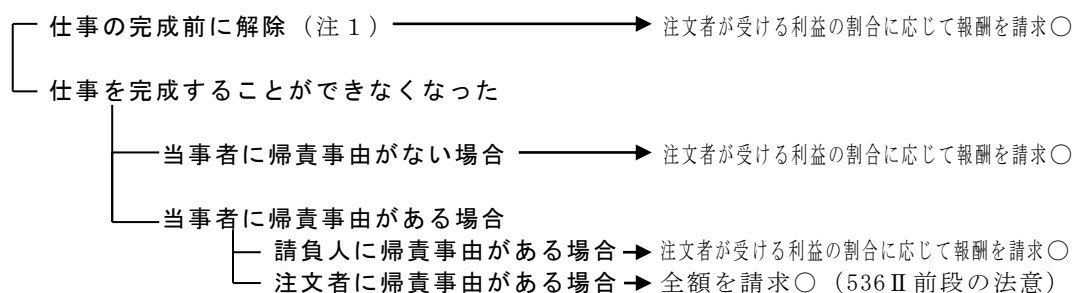 仕事の完成前に解除（注１） 注文者が受ける利益の割合に応じて報酬を請求〇
仕事を完成することができなくなった
当事者に帰責事由がない場合 注文者が受ける利益の割合に応じて報酬を請求〇
当事者に帰責事由がある場合
請負人に帰責事由がある場合 注文者が受ける利益の割合に応じて報酬を請求〇
注文者に帰責事由がある場合 全額を請求〇（536Ⅱ前段の法意）